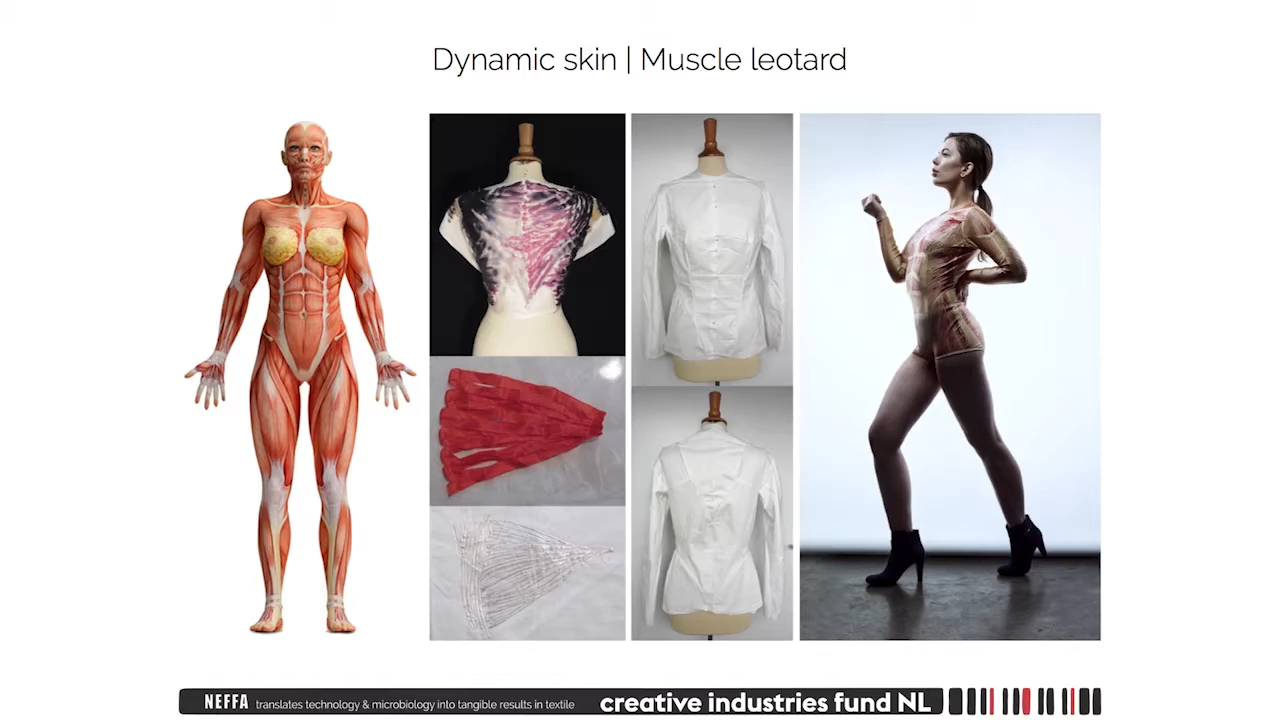 Dynamic skin | Muscle leotard
NEFFA translates technology & microbiology into tangible results in textile
creative industries fund NL